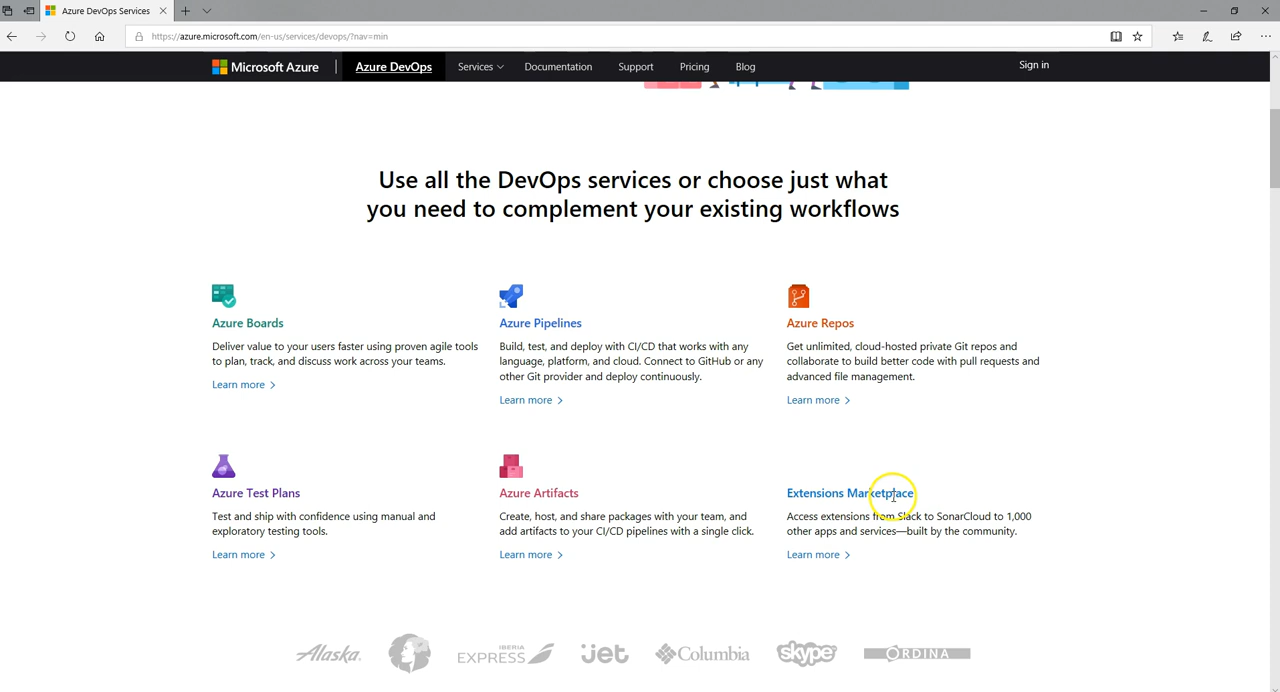 Azure DevOps Services
https://azure.microsoft.com/en-us/services/devops/?nav=min
Microsoft Azure
Azure DevOps
Services
Documentation
Support
Pricing
Blog
Sign in
Use all the DevOps services or choose just what
you need to complement your existing workflows
Azure Boards
Deliver value to your users faster using proven agile tools
to plan, track, and discuss work across your teams.
Learn more
Azure Pipelines
Build, test, and deploy with CI/CD that works with any
language, platform, and cloud. Connect to GitHub or any
other Git provider and deploy continuously.
Learn more
Azure Repos
Get unlimited, cloud-hosted private Git repos and
collaborate to build better code with pull requests and
advanced file management.
Learn more
Azure Test Plans
Test and ship with confidence using manual and
exploratory testing tools.
Learn more
Azure Artifacts
Create, host, and share packages with your team, and
add artifacts to your CI/CD pipelines with a single click.
Learn more
Extensions Marketplace
Access extensions from Slack to SonarCloud to 1,000
other apps and services—built by the community.
Learn more
Alaska
IBERIA
EXPRESS
jet
Columbia
skype
ORDINA